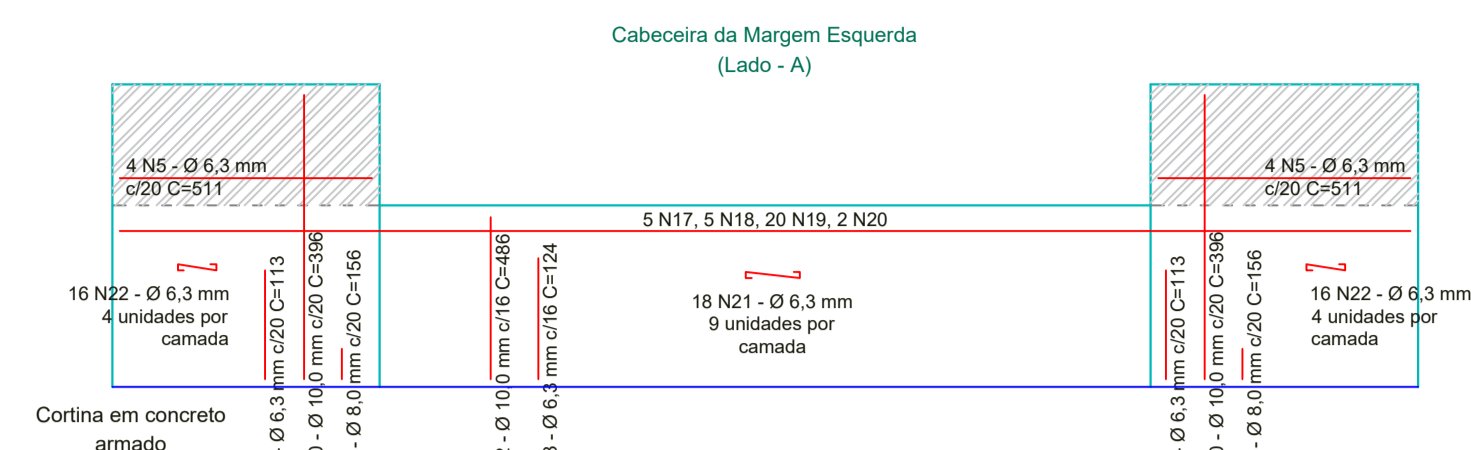 Cabeceira da Margem Esquerda
(Lado - A)
4 N5 - Ø 6,3 mm
c/20 C=511
4 N5 - Ø 6,3 mm
c/20 C=511
5 N17, 5 N18, 20 N19, 2 N20
16 N22 - Ø 6,3 mm
4 unidades por
camada
- Ø 6,3 mm c/20 C=113
- Ø 10,0 mm c/20 C=396
- Ø 8,0 mm c/20 C=156
- Ø 10,0 mm c/16 C=486
- Ø 6,3 mm c/16 C=124
18 N21 - Ø 6,3 mm
9 unidades por
camada
- Ø 6,3 mm c/20 C=113
- Ø 10,0 mm c/20 C=396
- Ø 8,0 mm c/20 C=156
16 N22 - Ø 6,3 mm
4 unidades por
camada
Cortina em concreto
armado